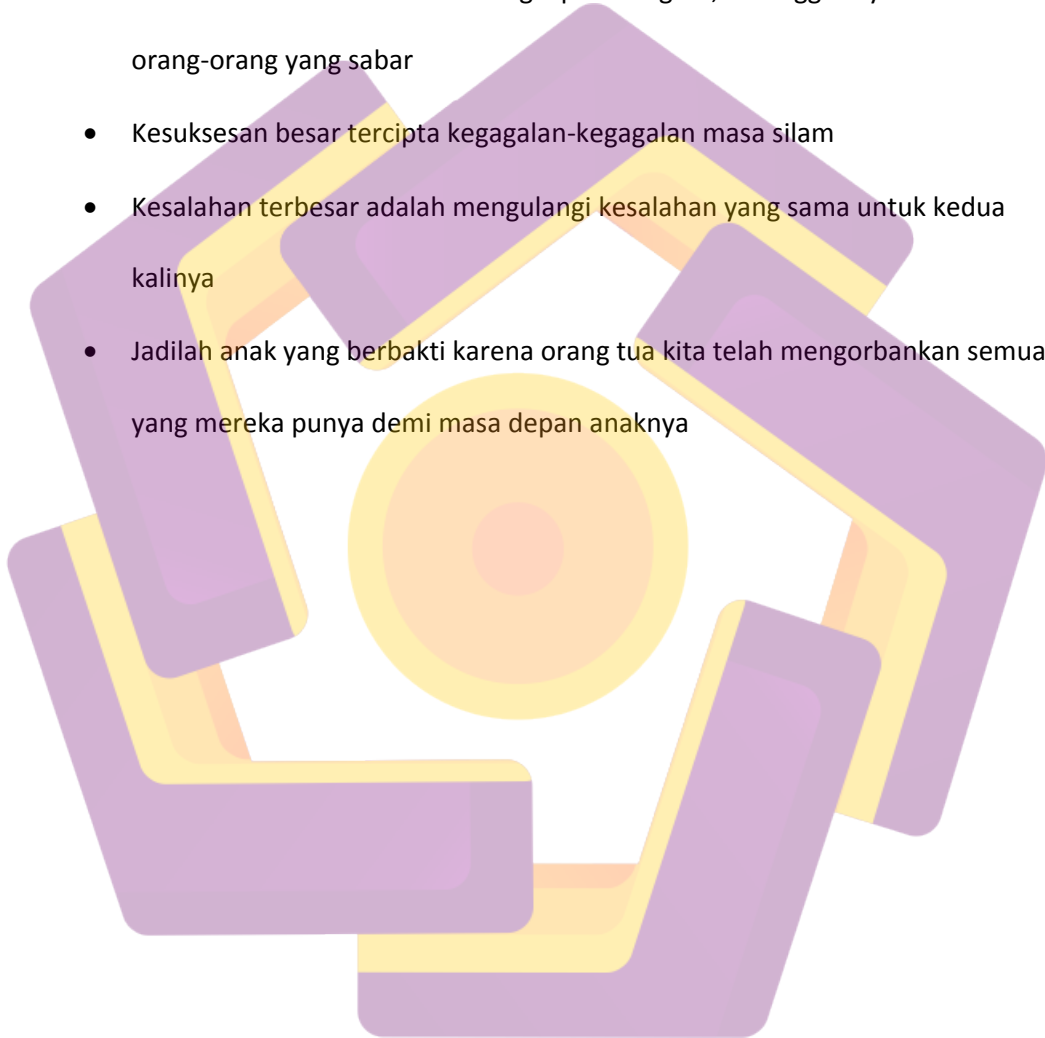 orang-orang yang sabar
• Kesuksesan besar tercipta kegagalan-kegagalan masa silam
• Kesalahan terbesar adalah mengulangi kesalahan yang sama untuk kedua
kalinya
• Jadilah anak yang berbakti karena orang tua kita telah mengorbankan semua
yang mereka punya demi masa depan anaknya